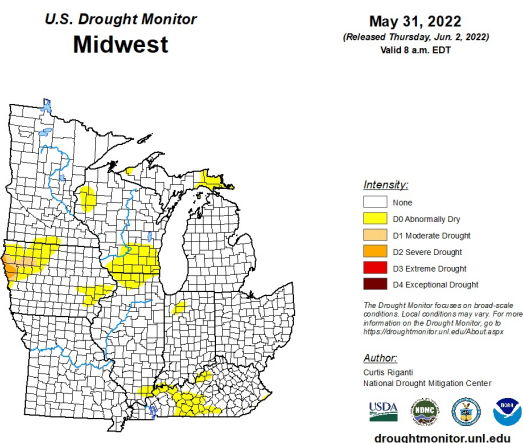 U.S. Drought Monitor
Midwest
May 31, 2022
(Released Thursday, Jun. 2, 2022)
Valid 8 a.m. EDT
Intensity:
None
D0 Abnormally Dry
D1 Moderate Drought
D2 Severe Drought
D3 Extreme Drought
D4 Exceptional Drought
The Drought Monitor focuses on broad-scale
conditions. Local conditions may vary. For more
information on the Drought Monitor, go to
https://droughtmonitor.unl.edu/About.aspx
Author:
Curtis Riganti
National Drought Mitigation Center
USDA
NDMC
NOAA
droughtmonitor.unl.edu